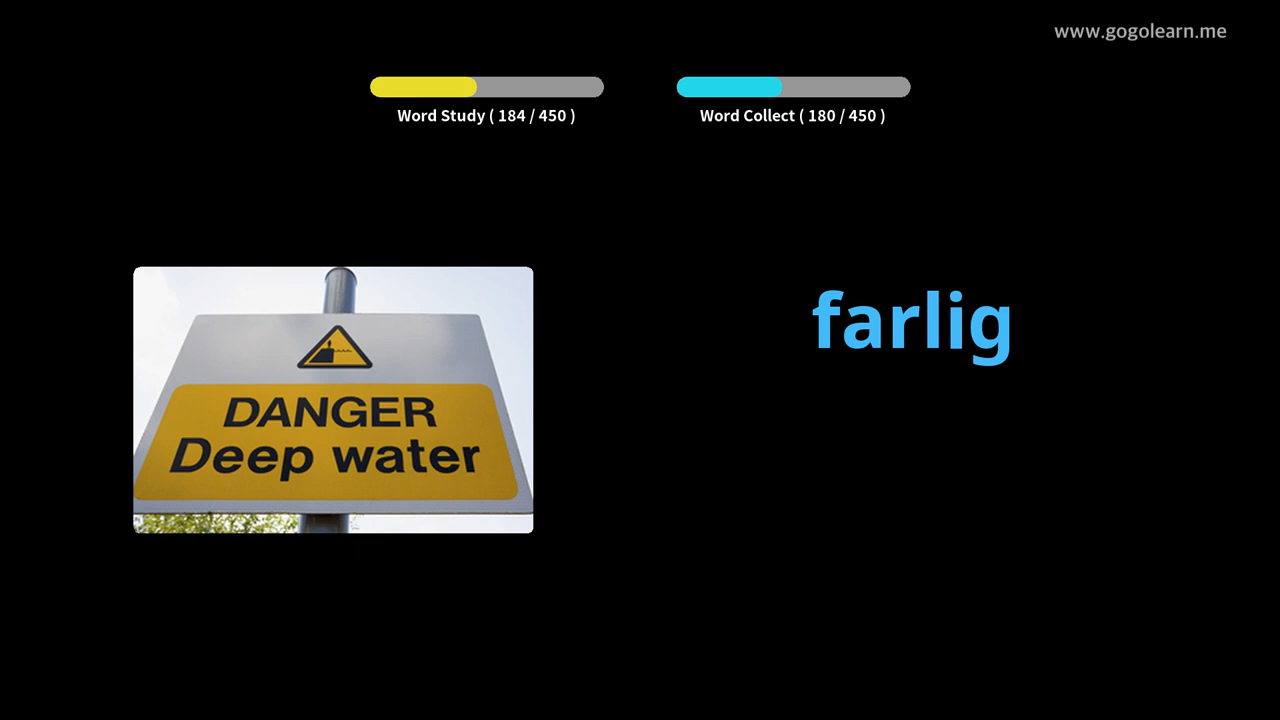 www.gogolearn.me
Word Study ( 184 / 450 )
Word Collect ( 180 / 450 )
DANGER
Deep water
farlig